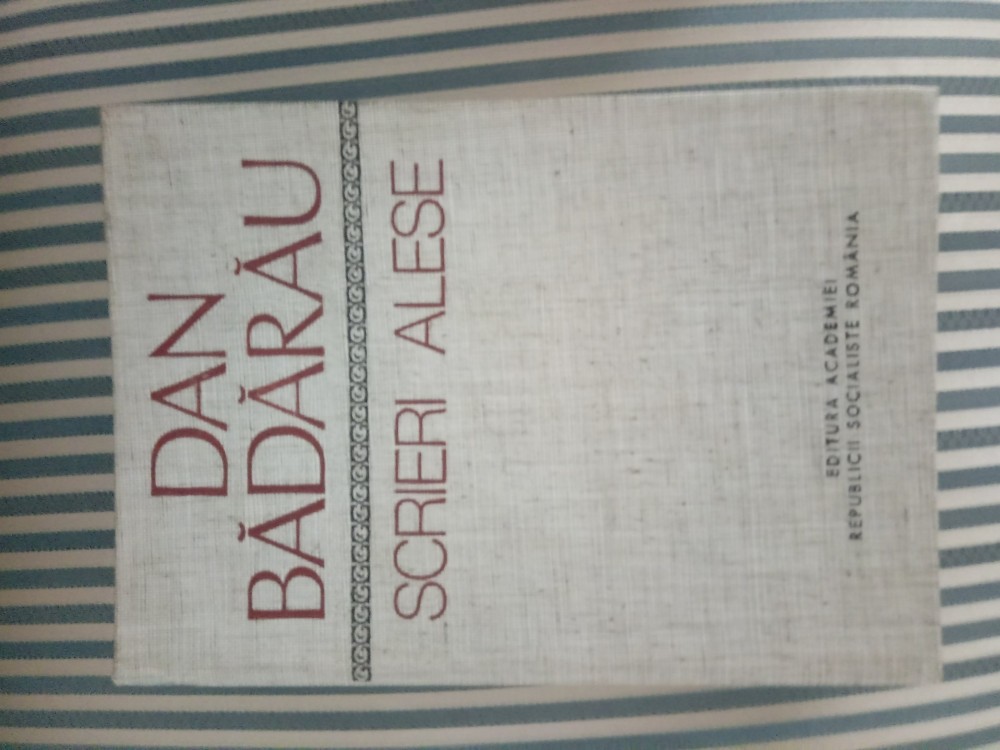 DAN
BĂDĂRĂU
SCRIERI ALESE
EDITURA ACADEMIEI
REPUBLICII SOCIALISTE ROMÂNIA